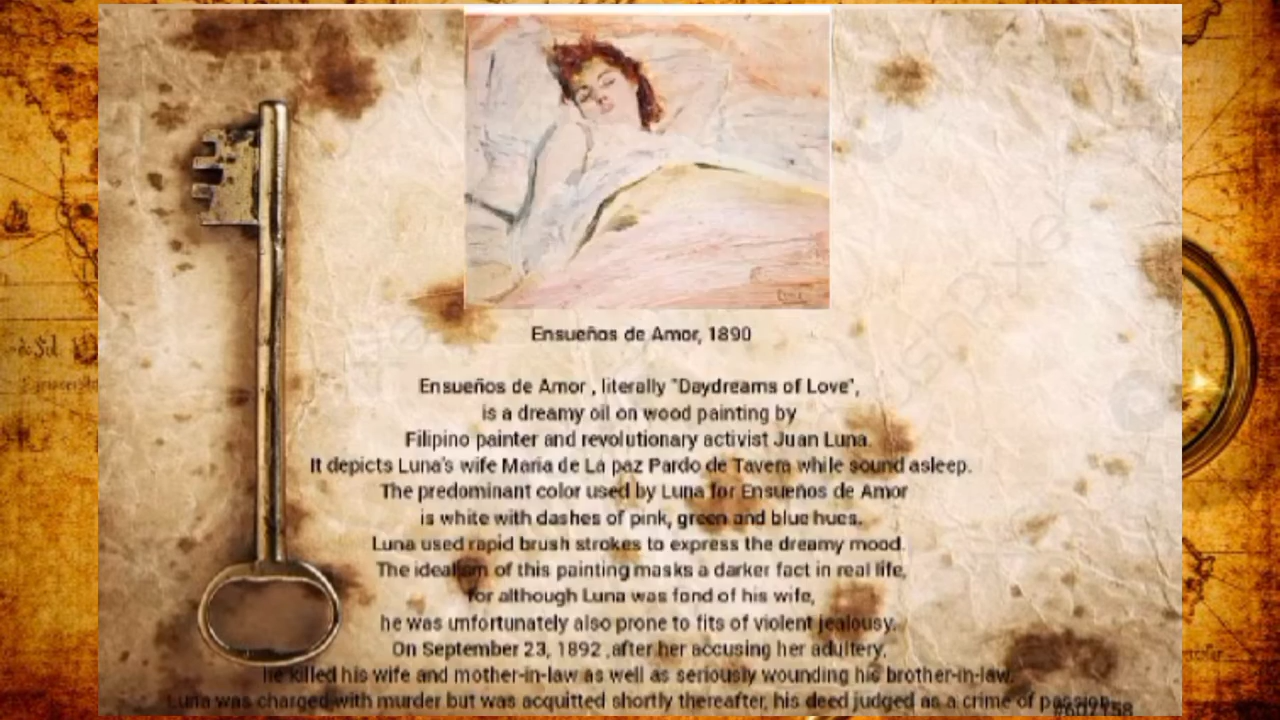 Luna
Ensueños de Amor, 1890
Ensueños de Amor , literally "Daydreams of Love",
is a dreamy oil on wood painting by
Filipino painter and revolutionary activist Juan Luna.
It depicts Luna's wife Maria de La paz Pardo de Tavera while sound asleep.
The predominant color used by Luna for Ensueños de Amor
is white with dashes of pink, green and blue hues.
Luna used rapid brush strokes to express the dreamy mood.
The idealism of this painting masks a darker fact in real life,
for although Luna was fond of his wife,
he was unfortunately also prone to fits of violent jealousy.
On September 23, 1892 ,after her accusing her adultery,
he killed his wife and mother-in-law as well as seriously wounding his brother-in-law.
Luna was charged with murder but was acquitted shortly thereafter, his deed judged as a crime of passion